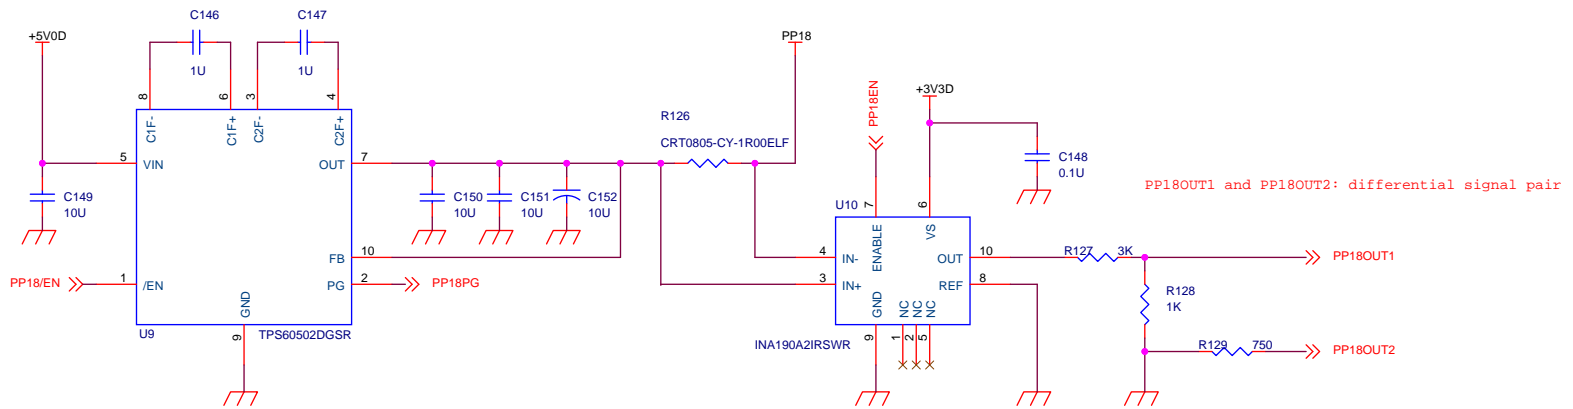 C146
C147
+5V0D
1U
1U
PP18
8
6
3
4
C1F-
C1F+
C2F-
C2F+
5
VIN
OUT
7
C149
10U
FB
10
PP18/EN
1
/EN
PG
2
PP18PG
GND
9
U9
TPS60502DGSR
C150
10U
C151
10U
C152
10U
R126
CRT0805-CY-1R00ELF
PP18EN
+3V3D
C148
0.1U
PP18OUT1 and PP18OUT2: differential signal pair
U10
7
6
ENABLE
VS
4
IN-
3
IN+
OUT
10
REF
8
GND
NC
NC
NC
9
1
2
5
INA190A2IRSWR
R127
3K
PP18OUT1
R128
1K
R129
750
PP18OUT2